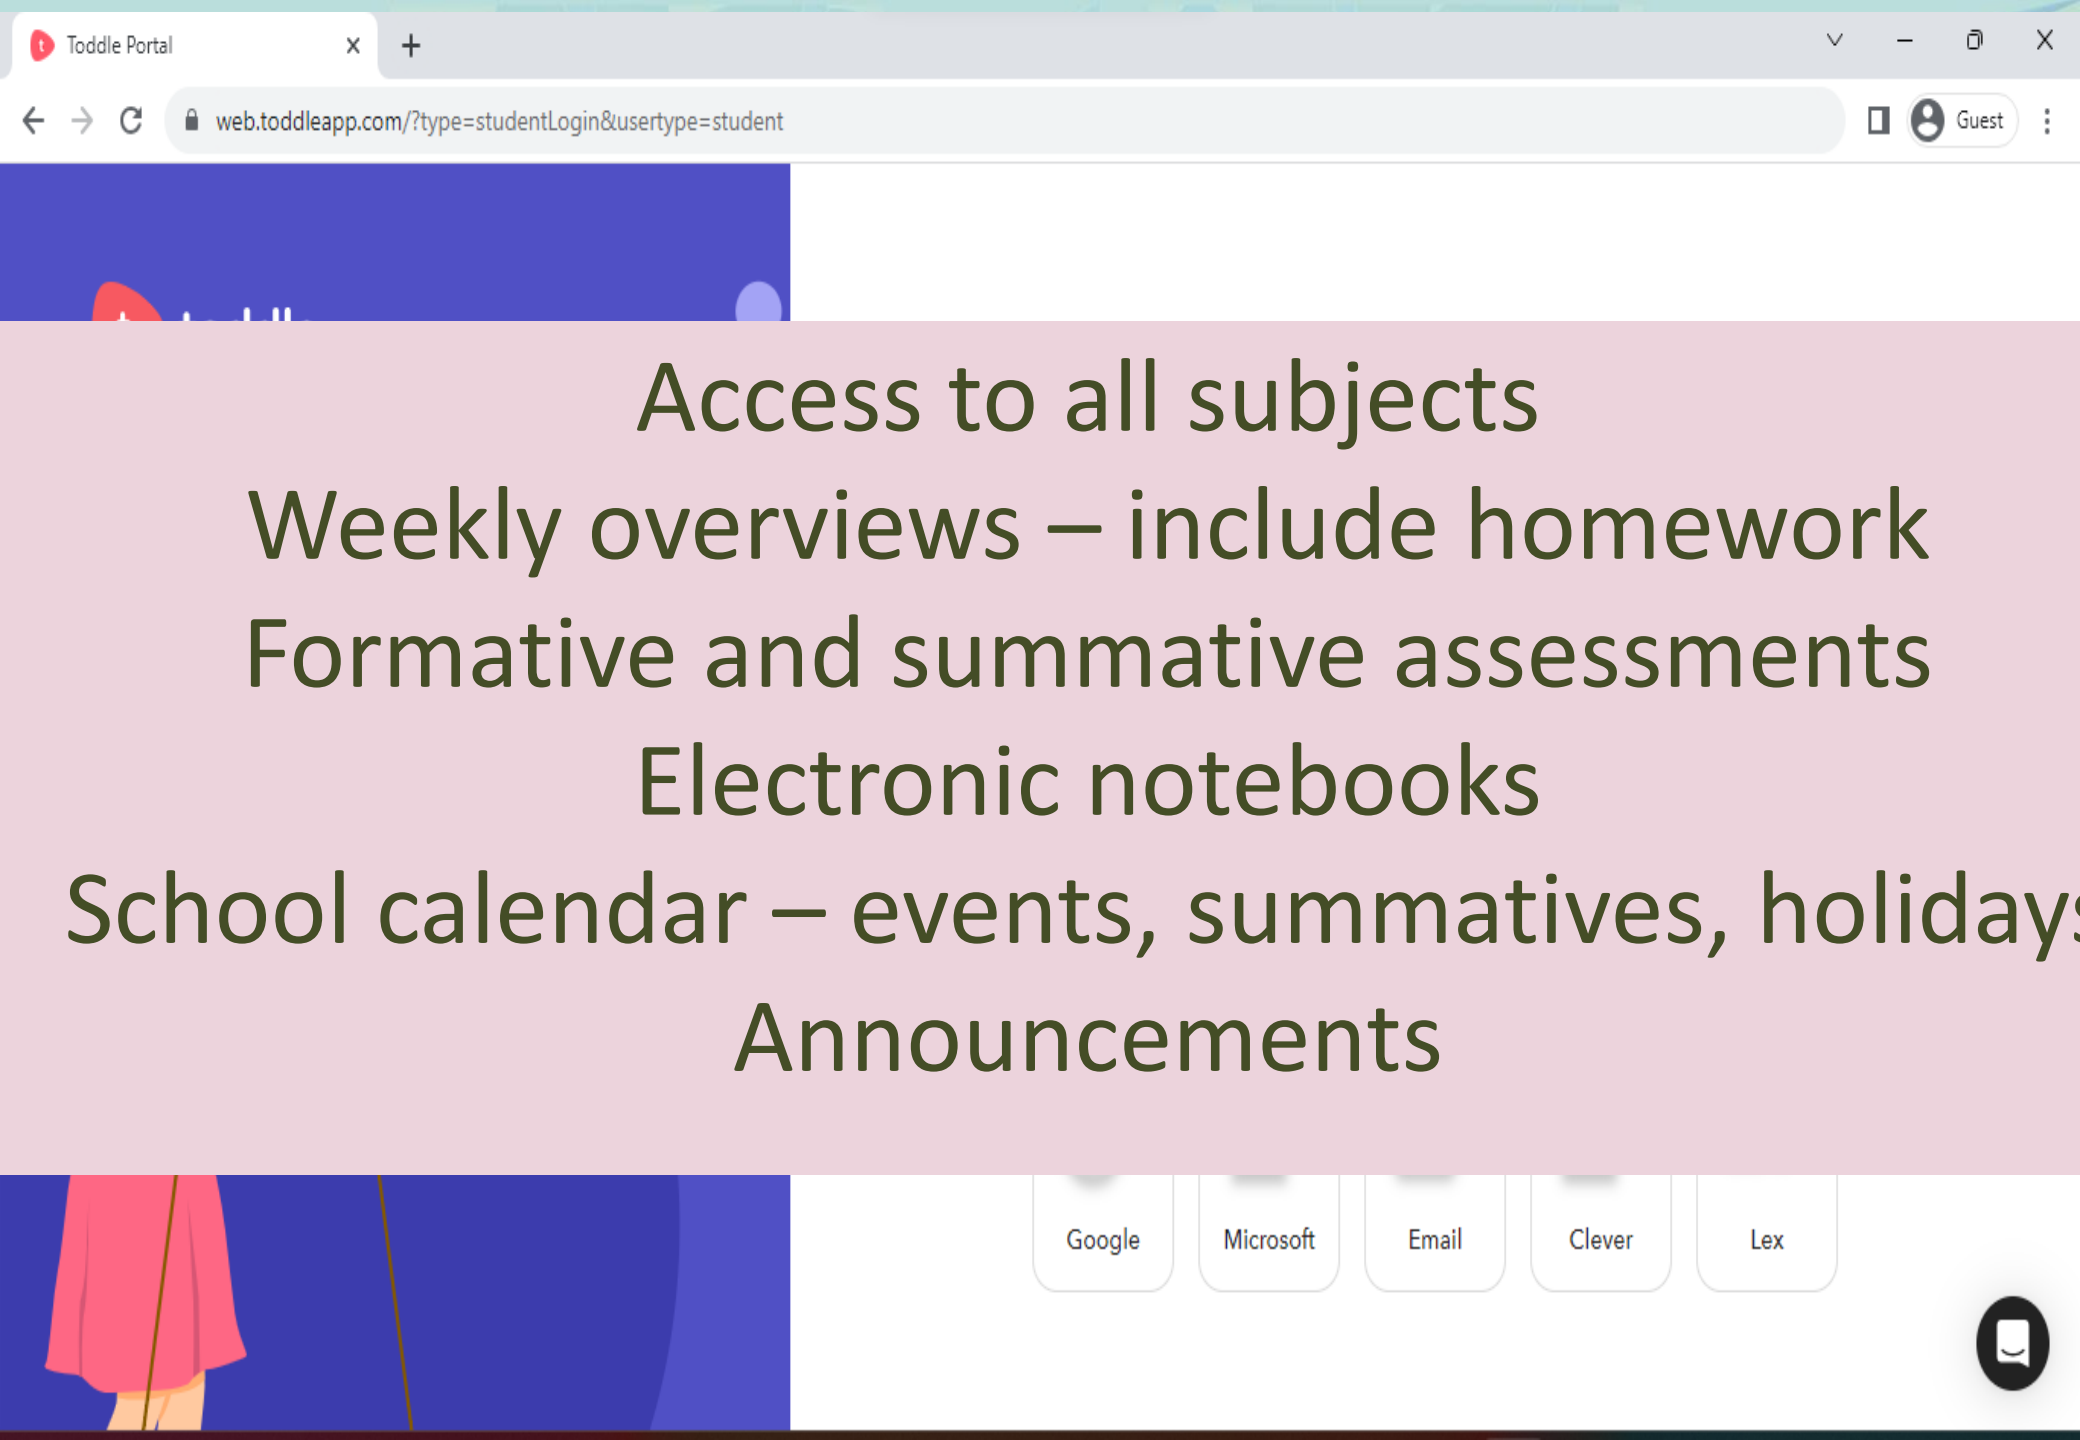 Toddle Portal
web.toddleapp.com/?type=studentLogin&usertype=student
Guest
Access to all subjects
Weekly overviews – include homework
Formative and summative assessments
Electronic notebooks
School calendar – events, summatives, holidays
Announcements
Google
Microsoft
Email
Clever
Lex